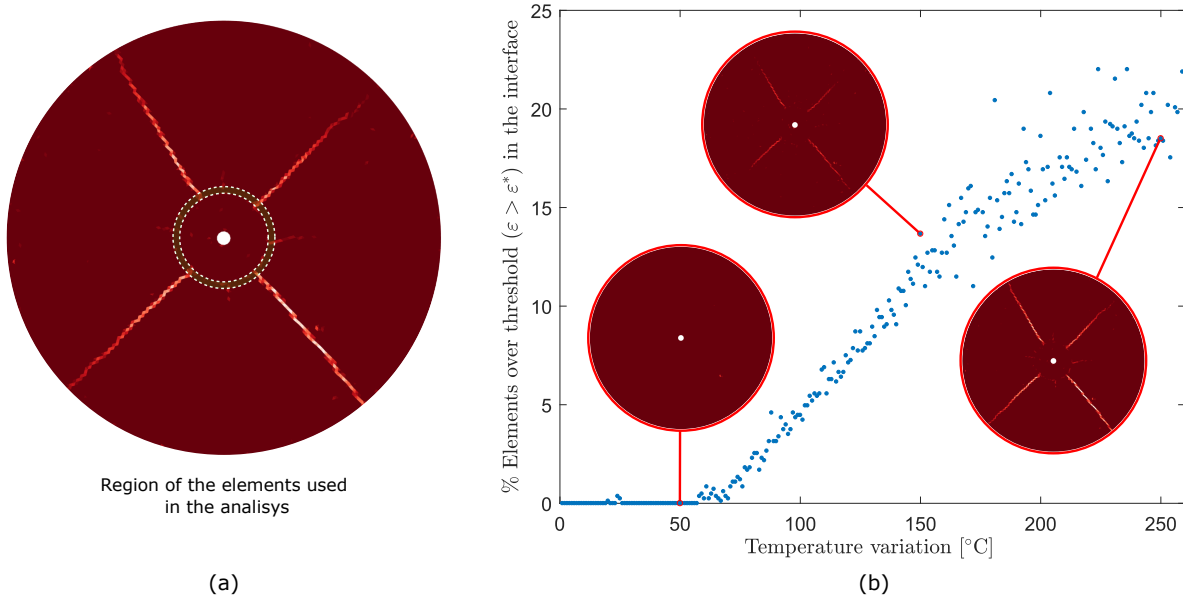 Region of the elements used
in the analisys
(a)
% Elements over threshold (ε > ε*) in the interface
25
20
15
10
5
0
0
50
100
150
200
250
Temperature variation [°C]
(b)